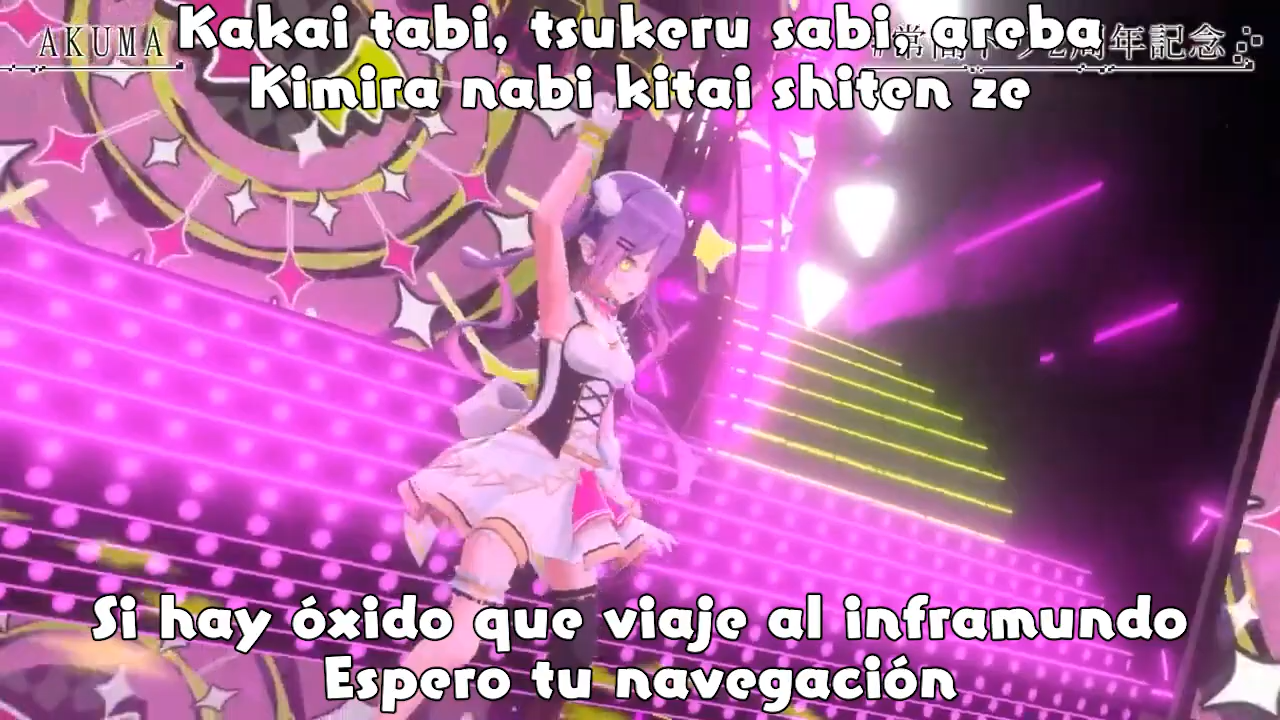 Kakai tabi, tsukeru sabi, areba
Kimira nabi kitai shiten ze
AKUMA
周年記念
Si hay óxido que viaje al inframundo
Espero tu navegación